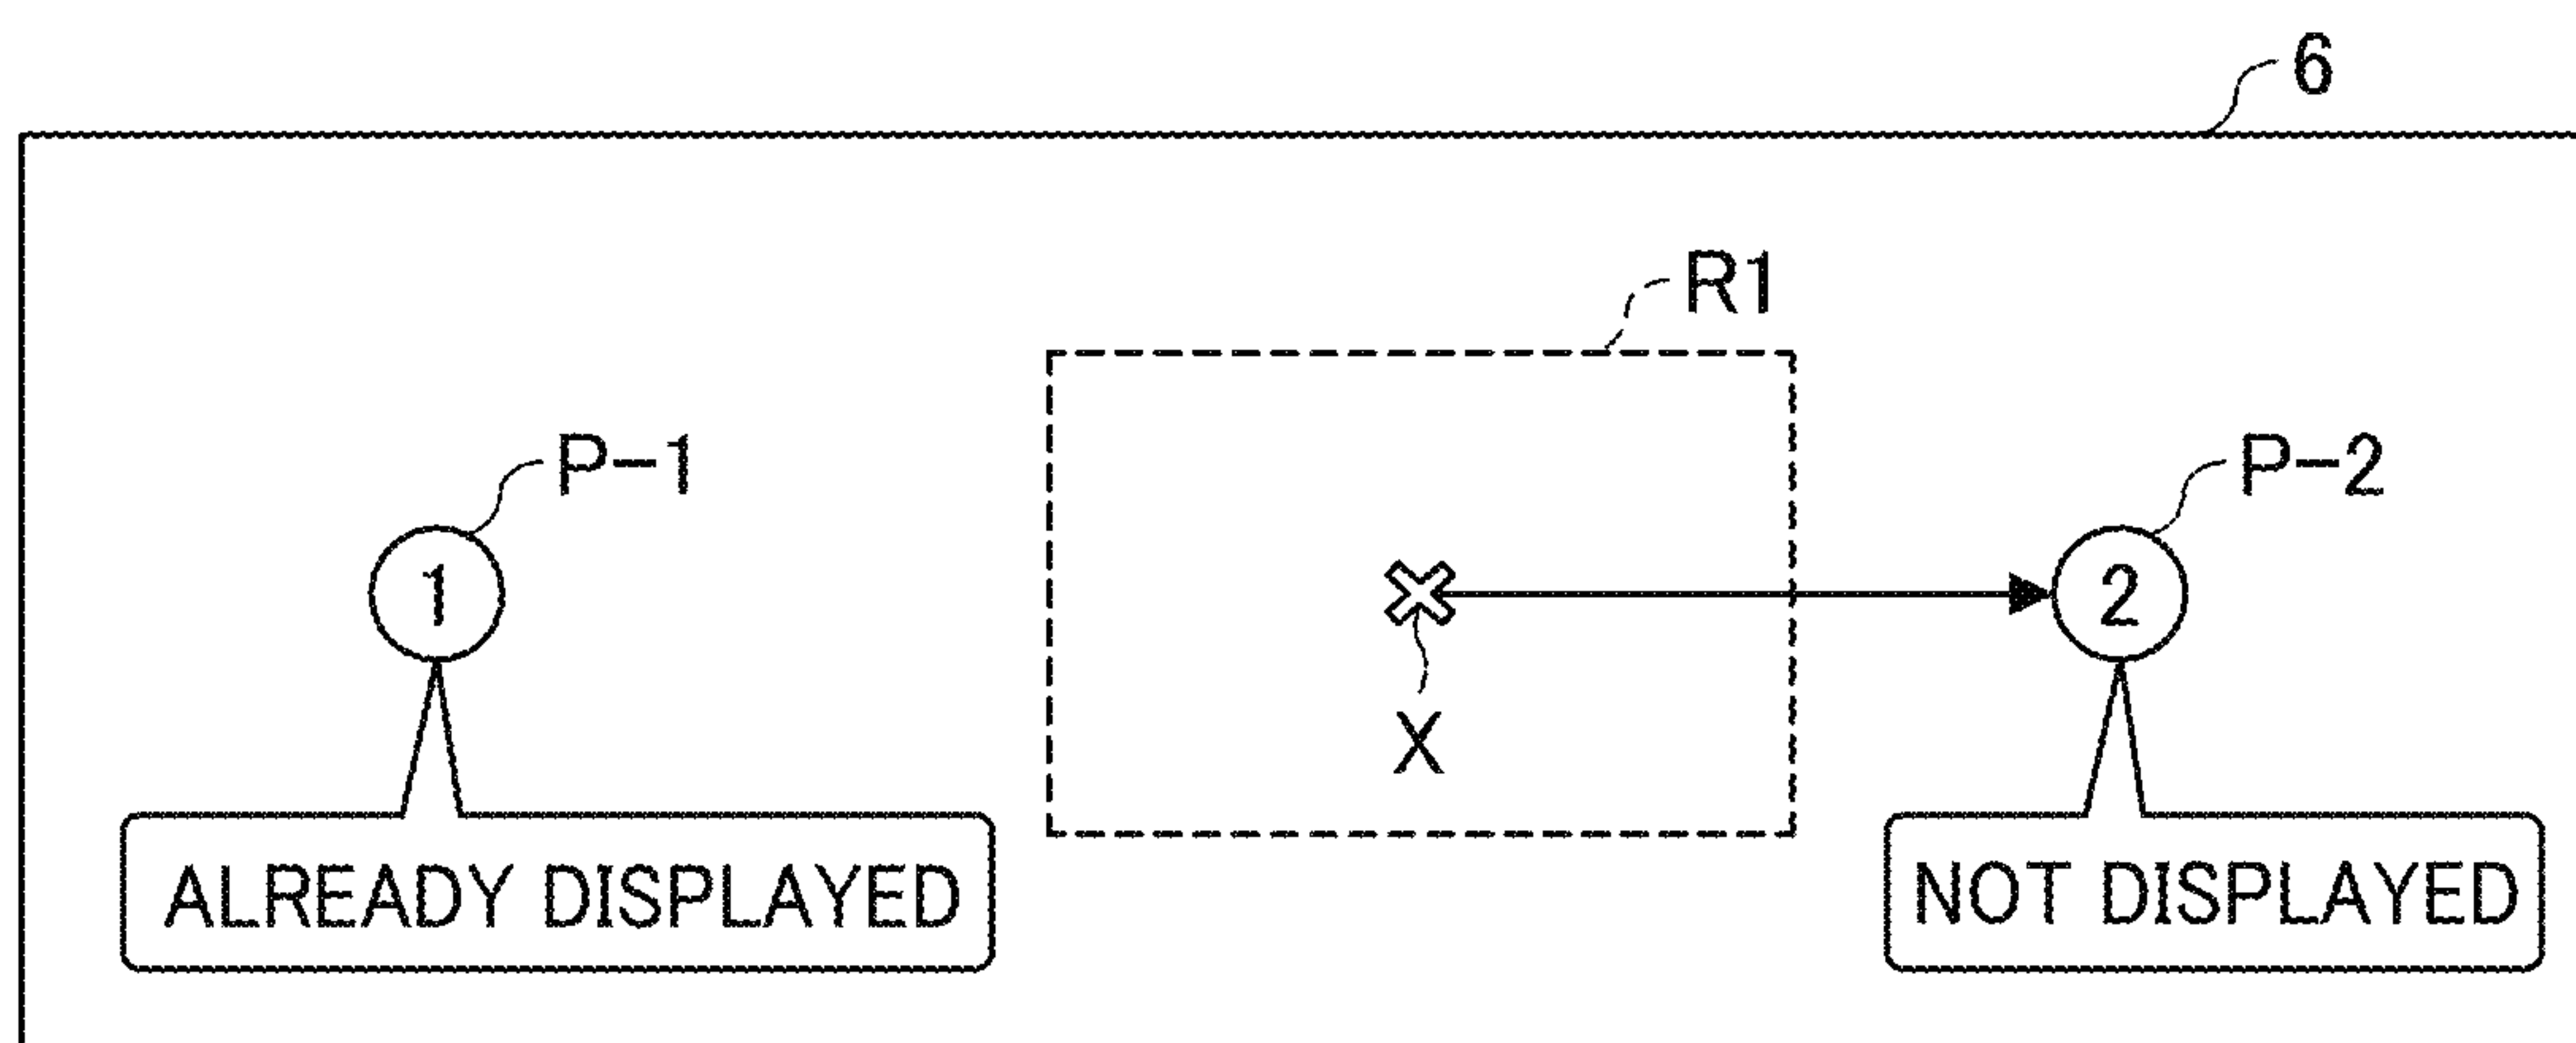 6
R1
P-1
P-2
1
2
X
ALREADY DISPLAYED
NOT DISPLAYED